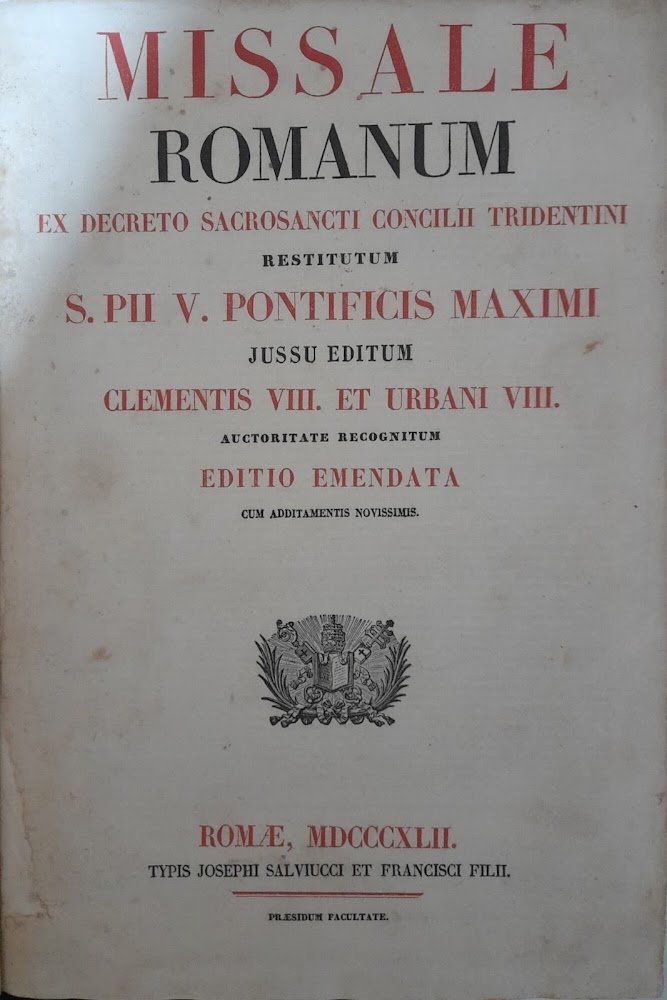 MISSALE
ROMANUM
EX DECRETO SACROSANCTI CONCILII TRIDENTINI
RESTITUTUM
S. PII V. PONTIFICIS MAXIMI
JUSSU EDITUM
CLEMENTIS VIII. ET URBANI VIII.
AUCTORITATE RECOGNITUM
EDITIO EMENDATA
CUM ADDITAMENTIS NOVISSIMIS.
ROMÆ, MDCCCXLII.
TYPIS JOSEPHI SALVIUCCI ET FRANCISCI FILII.
PRÆSIDUM FACULTATE.